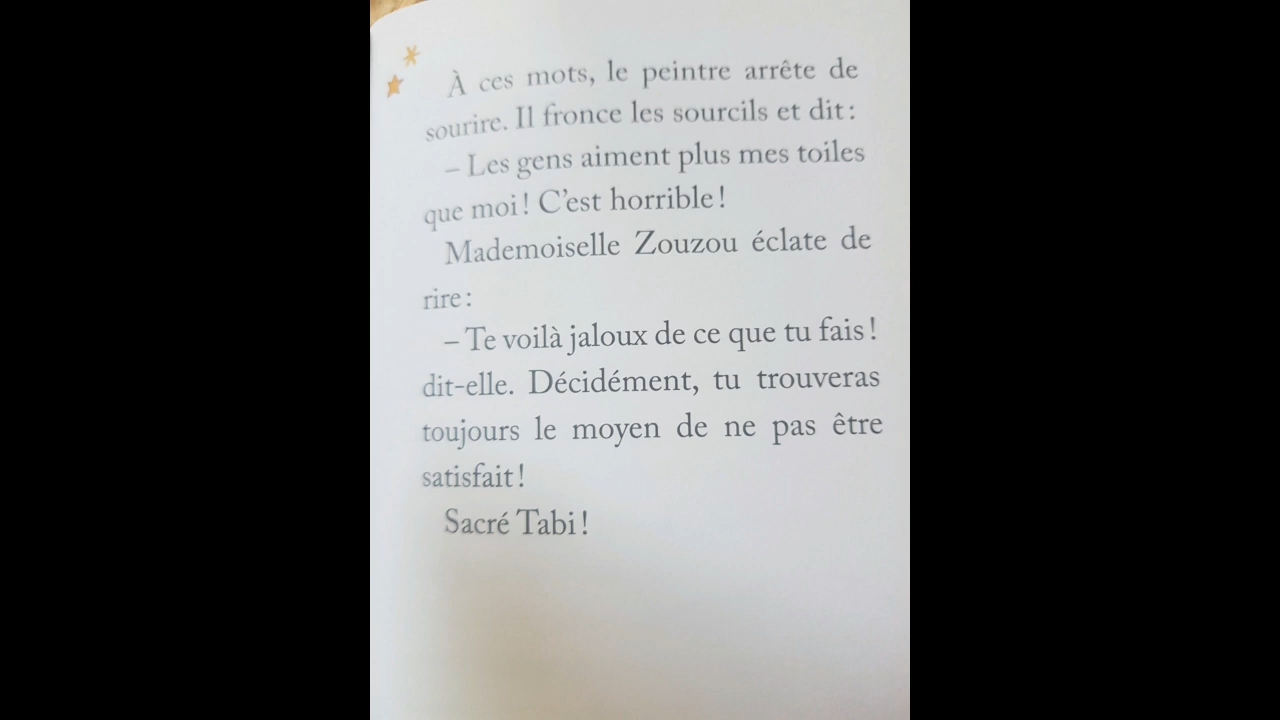 À ces mots, le peintre arrête de
sourire. Il fronce les sourcils et dit :
– Les gens aiment plus mes toiles
que moi ! C’est horrible !
Mademoiselle Zouzou éclate de
rire :
– Te voilà jaloux de ce que tu fais !
dit-elle. Décidément, tu trouveras
toujours le moyen de ne pas être
satisfait !
Sacré Tabi !